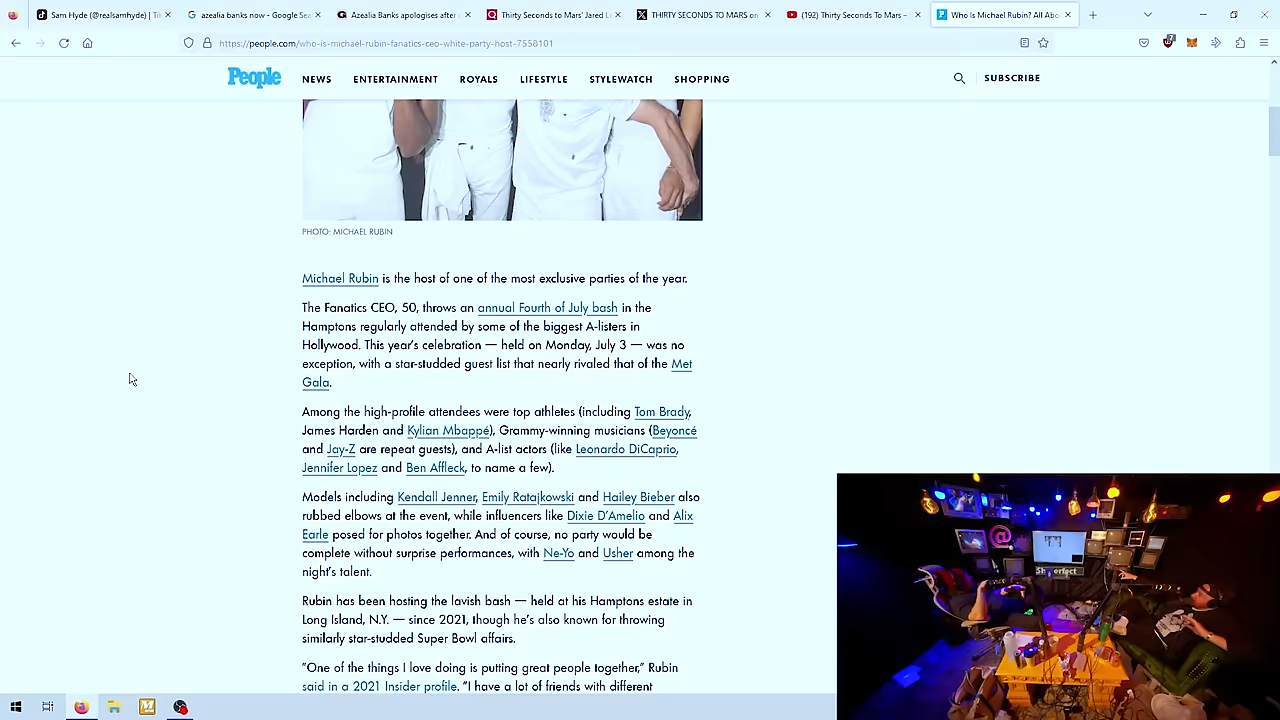 Sam Hyde (@realsamhyde) | Ti
azealia banks now - Google Sea
Azealia Banks apologises after
Thirty Seconds to Mars' Jared L
THIRTY SECONDS TO MARS on
(192) Thirty Seconds To Mars –
Who Is Michael Rubin? All Abo
https://people.com/who-is-michael-rubin-fanatics-ceo-white-party-host-7558101
People
NEWS ENTERTAINMENT ROYALS LIFESTYLE STYLEWATCH SHOPPING
SUBSCRIBE
PHOTO: MICHAEL RUBIN
Michael Rubin is the host of one of the most exclusive parties of the year.
The Fanatics CEO, 50, throws an annual Fourth of July bash in the
Hamptons regularly attended by some of the biggest A-listers in
Hollywood. This year's celebration — held on Monday, July 3 — was no
exception, with a star-studded guest list that nearly rivaled that of the Met
Gala.
Among the high-profile attendees were top athletes (including Tom Brady,
James Harden and Kylian Mbappé), Grammy-winning musicians (Beyoncé
and Jay-Z are repeat guests), and A-list actors (like Leonardo DiCaprio,
Jennifer Lopez and Ben Affleck, to name a few).
Models including Kendall Jenner, Emily Ratajkowski and Hailey Bieber also
rubbed elbows at the event, while influencers like Dixie D'Amelio and Alix
Earle posed for photos together. And of course, no party would be
complete without surprise performances, with Ne-Yo and Usher among the
night's talent.
Rubin has been hosting the lavish bash — held at his Hamptons estate in
Long Island, N.Y. — since 2021, though he's also known for throwing
similarly star-studded Super Bowl affairs.
"One of the things I love doing is putting great people together," Rubin
said in a 2021 Insider profile. "I have a lot of friends with different